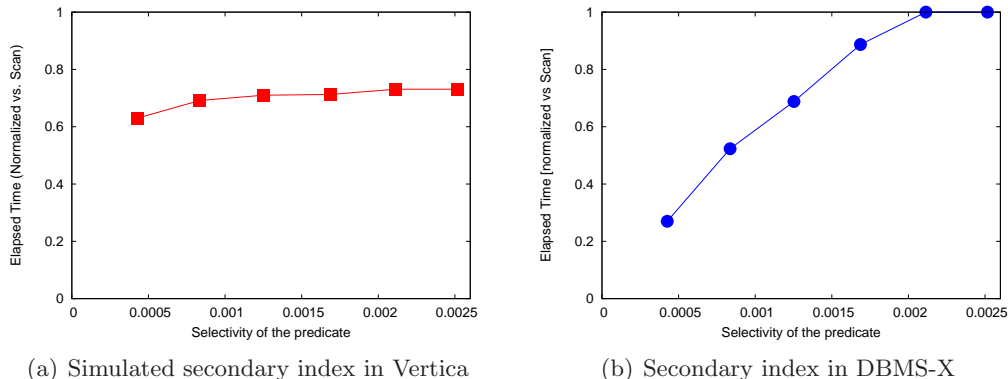 1
0.8
0.6
0.4
0.2
0
0 0.0005 0.001 0.0015 0.002 0.0025
Elapsed Time (Normalized vs. Scan)
Selectivity of the predicate
(a) Simulated secondary index in Vertica
1
0.8
0.6
0.4
0.2
0
0 0.0005 0.001 0.0015 0.002 0.0025
Elapsed Time [normalized vs Scan]
Selectivity of the predicate
(b) Secondary index in DBMS-X